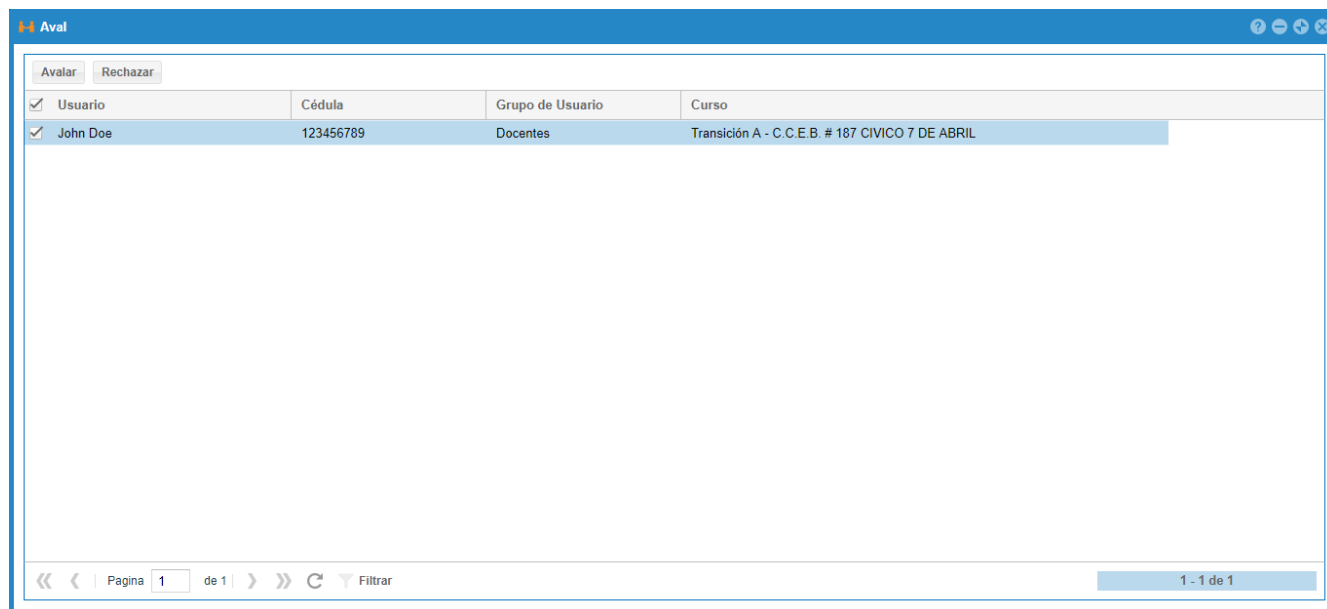 Aval
Avalar Rechazar
Usuario Cédula Grupo de Usuario Curso
John Doe 123456789 Docentes Transición A - C.C.E.B. # 187 CIVICO 7 DE ABRIL
Pagina 1 de 1 Filtrar 1 - 1 de 1